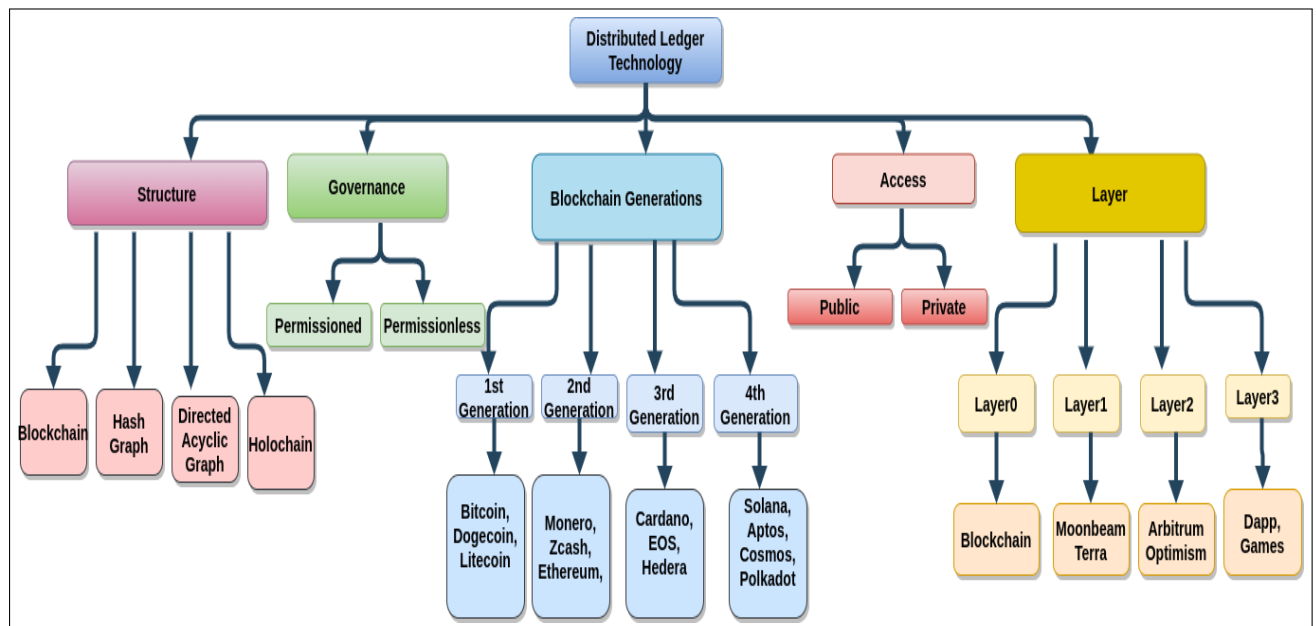 Distributed Ledger
Technology
Structure
Governance
Blockchain Generations
Access
Layer
Permissioned
Permissionless
Public
Private
Blockchain
Hash
Graph
Directed
Acyclic
Graph
Holochain
1st
Generation
2nd
Generation
3rd
Generation
4th
Generation
Layer0
Layer1
Layer2
Layer3
Bitcoin,
Dogecoin,
Litecoin
Monero,
Zcash,
Ethereum,
Cardano,
EOS,
Hedera
Solana,
Aptos,
Cosmos,
Polkadot
Blockchain
Moonbeam
Terra
Arbitrum
Optimism
Dapp,
Games